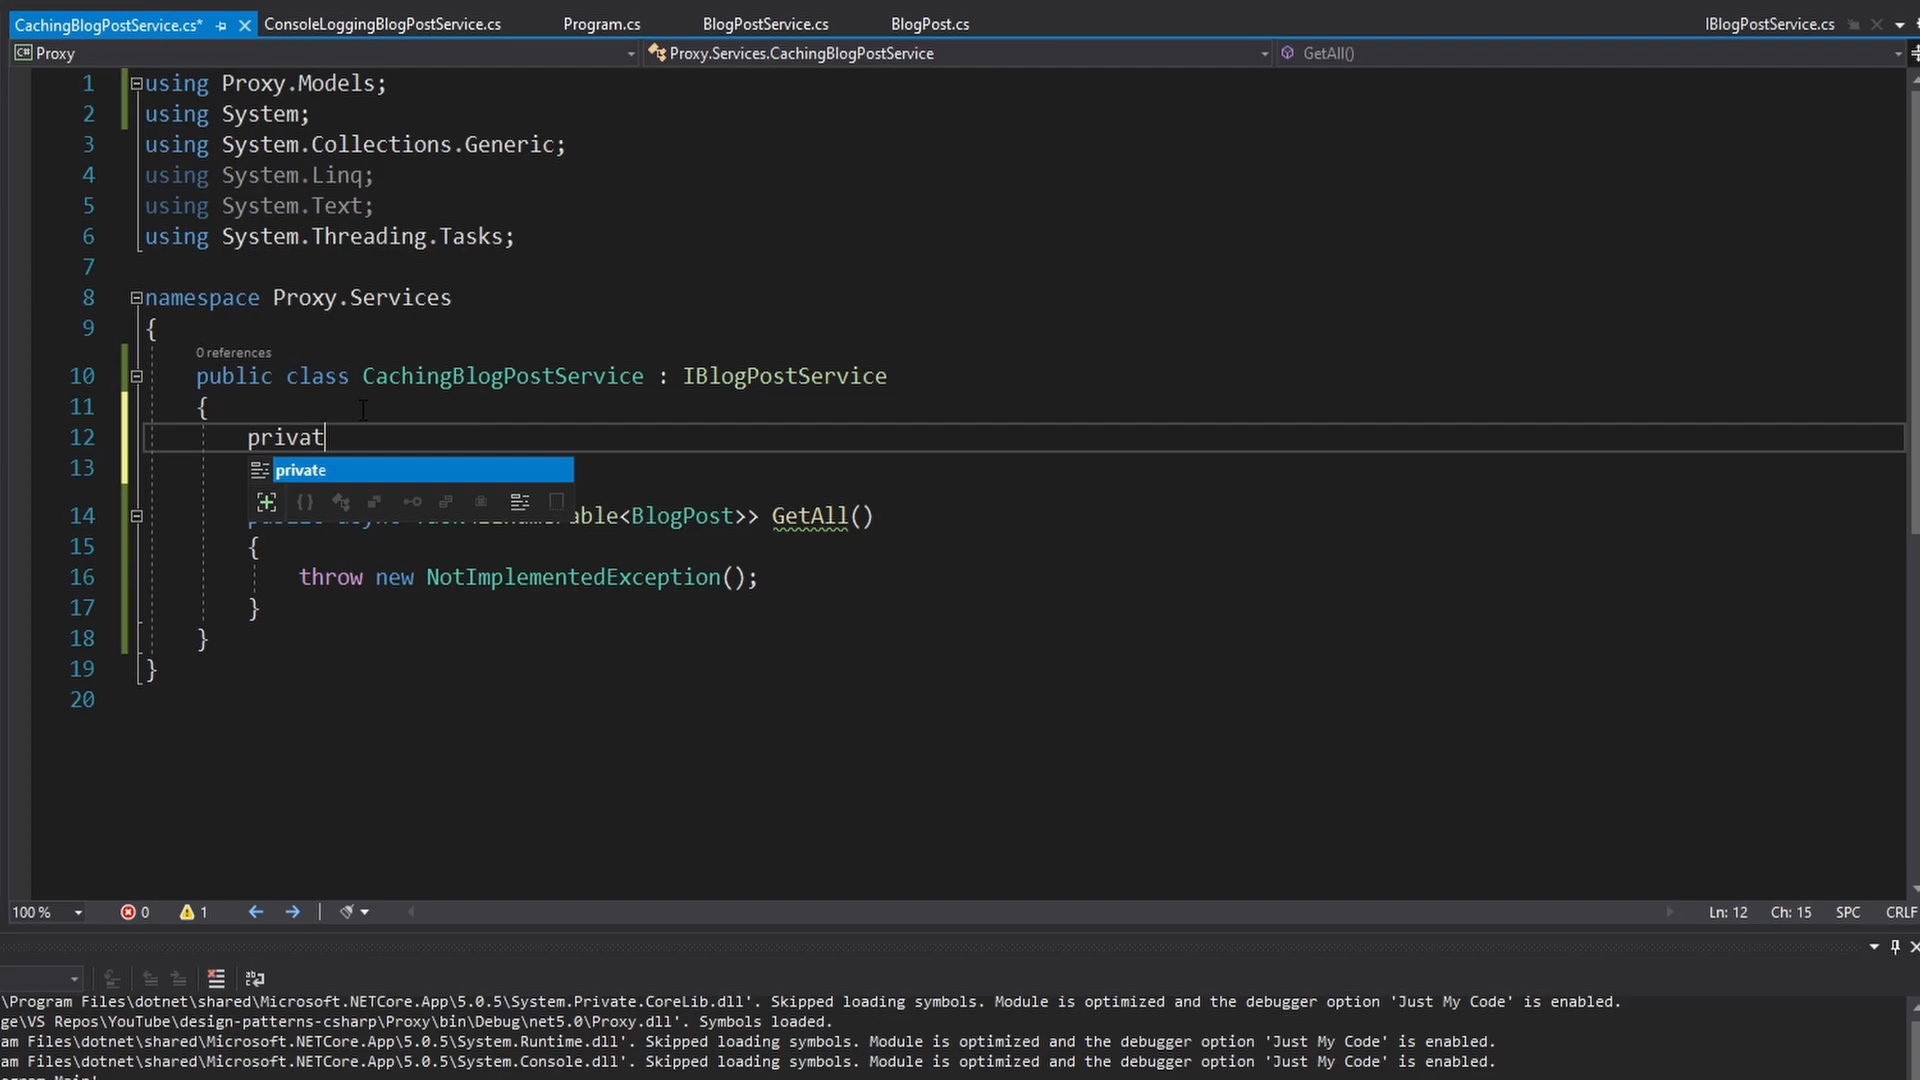 CachingBlogPostService.cs* ConsoleLoggingBlogPostService.cs Program.cs BlogPostService.cs BlogPost.cs IBlogPostService.cs
C# Proxy Proxy.Services.CachingBlogPostService GetAll()
1 using Proxy.Models;
2 using System;
3 using System.Collections.Generic;
4 using System.Linq;
5 using System.Text;
6 using System.Threading.Tasks;
7
8 namespace Proxy.Services
9 {
0 references
10 public class CachingBlogPostService : IBlogPostService
11 {
12 privat
13 private
14 able<BlogPost>> GetAll()
15 {
16 throw new NotImplementedException();
17 }
18 }
19 }
20
100 % 0 1 Ln: 12 Ch: 15 SPC CRLF
\Program Files\dotnet\shared\Microsoft.NETCore.App\5.0.5\System.Private.CoreLib.dll'. Skipped loading symbols. Module is optimized and the debugger option 'Just My Code' is enabled.
ge\VS Repos\YouTube\design-patterns-csharp\Proxy\bin\Debug\net5.0\Proxy.dll'. Symbols loaded.
am Files\dotnet\shared\Microsoft.NETCore.App\5.0.5\System.Runtime.dll'. Skipped loading symbols. Module is optimized and the debugger option 'Just My Code' is enabled.
am Files\dotnet\shared\Microsoft.NETCore.App\5.0.5\System.Console.dll'. Skipped loading symbols. Module is optimized and the debugger option 'Just My Code' is enabled.